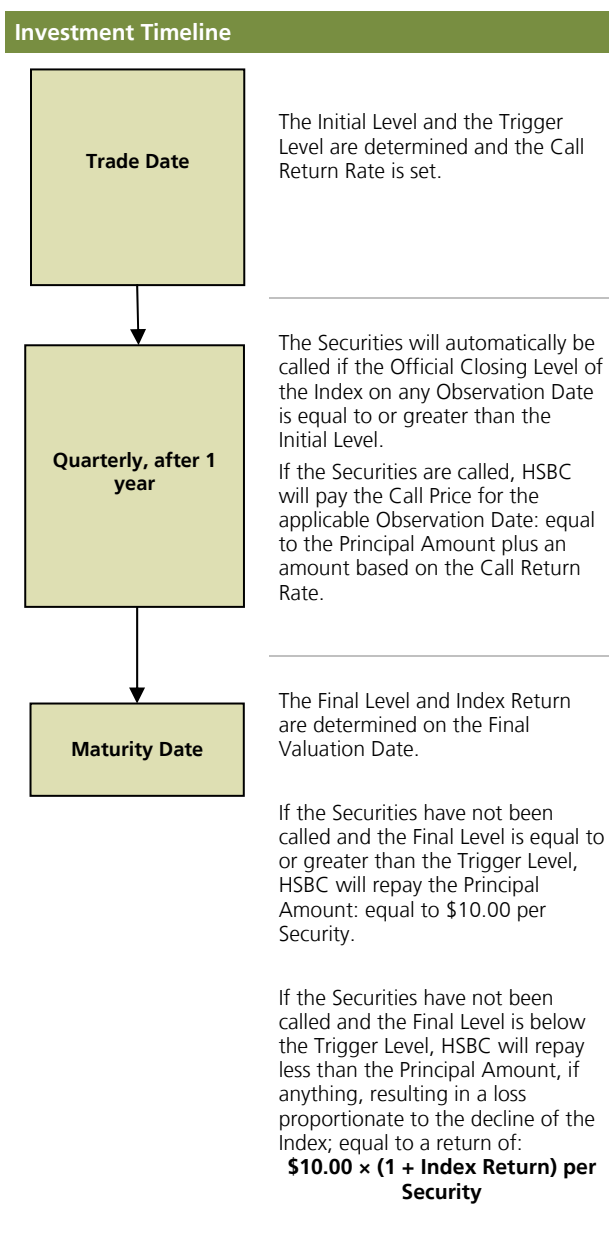 Investment Timeline
Trade Date
The Initial Level and the Trigger
Level are determined and the Call
Return Rate is set.
Quarterly, after 1
year
The Securities will automatically be
called if the Official Closing Level of
the Index on any Observation Date
is equal to or greater than the
Initial Level.
If the Securities are called, HSBC
will pay the Call Price for the
applicable Observation Date: equal
to the Principal Amount plus an
amount based on the Call Return
Rate.
Maturity Date
The Final Level and Index Return
are determined on the Final
Valuation Date.
If the Securities have not been
called and the Final Level is equal to
or greater than the Trigger Level,
HSBC will repay the Principal
Amount: equal to $10.00 per
Security.
If the Securities have not been
called and the Final Level is below
the Trigger Level, HSBC will repay
less than the Principal Amount, if
anything, resulting in a loss
proportionate to the decline of the
Index; equal to a return of:
$10.00 × (1 + Index Return) per
Security